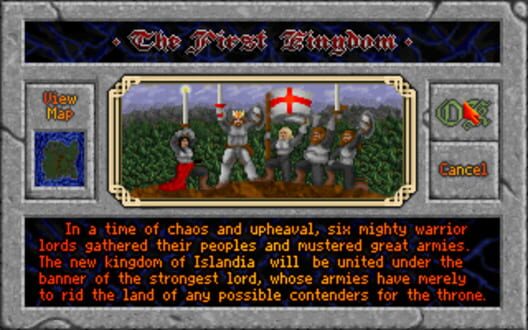 The First Kingdom
View
Map
OK
Cancel
In a time of chaos and upheaval, six mighty warrior
lords gathered their peoples and mustered great armies.
The new kingdom of Islandia will be united under the
banner of the strongest lord, whose armies have merely
to rid the land of any possible contenders for the throne.